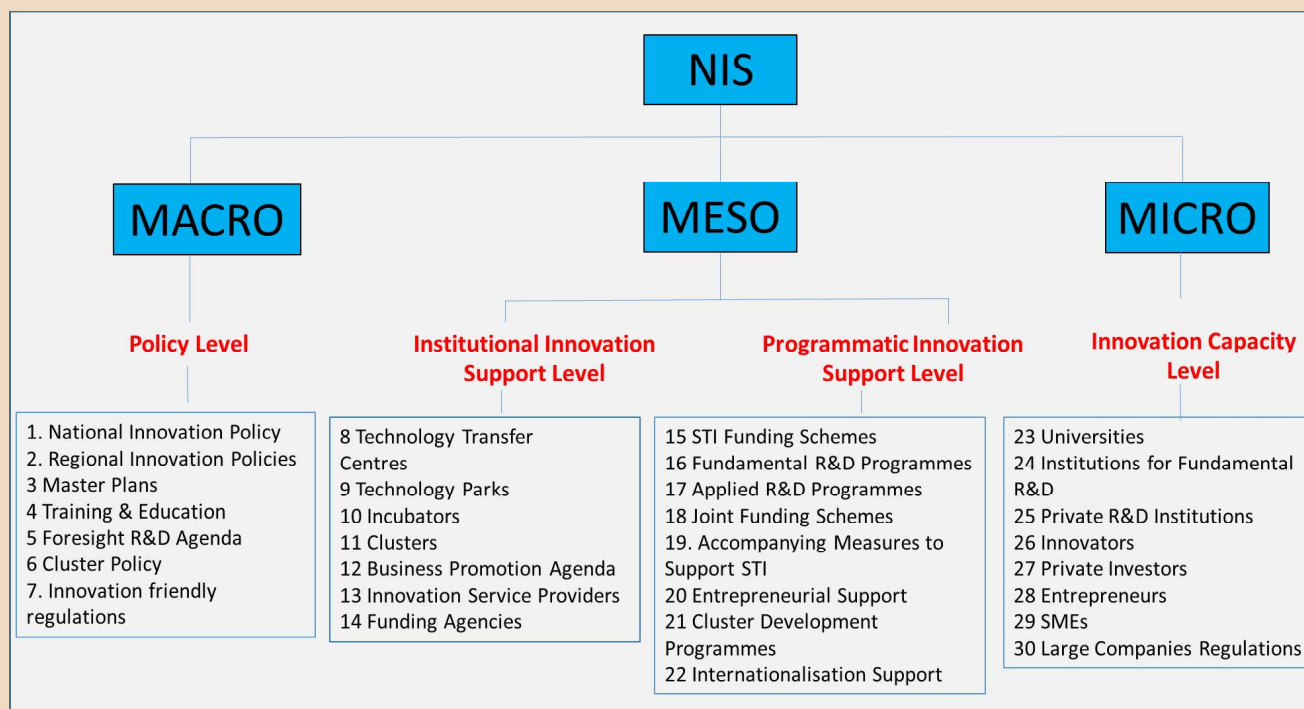 NIS
MACRO
MESO
MICRO
Policy Level
Institutional Innovation
Support Level
Programmatic Innovation
Support Level
Innovation Capacity
Level
1. National Innovation Policy
2. Regional Innovation Policies
3 Master Plans
4 Training & Education
5 Foresight R&D Agenda
6 Cluster Policy
7. Innovation friendly
regulations
8 Technology Transfer
Centres
9 Technology Parks
10 Incubators
11 Clusters
12 Business Promotion Agenda
13 Innovation Service Providers
14 Funding Agencies
15 STI Funding Schemes
16 Fundamental R&D Programmes
17 Applied R&D Programmes
18 Joint Funding Schemes
19. Accompanying Measures to
Support STI
20 Entrepreneurial Support
21 Cluster Development
Programmes
22 Internationalisation Support
23 Universities
24 Institutions for Fundamental
R&D
25 Private R&D Institutions
26 Innovators
27 Private Investors
28 Entrepreneurs
29 SMEs
30 Large Companies Regulations